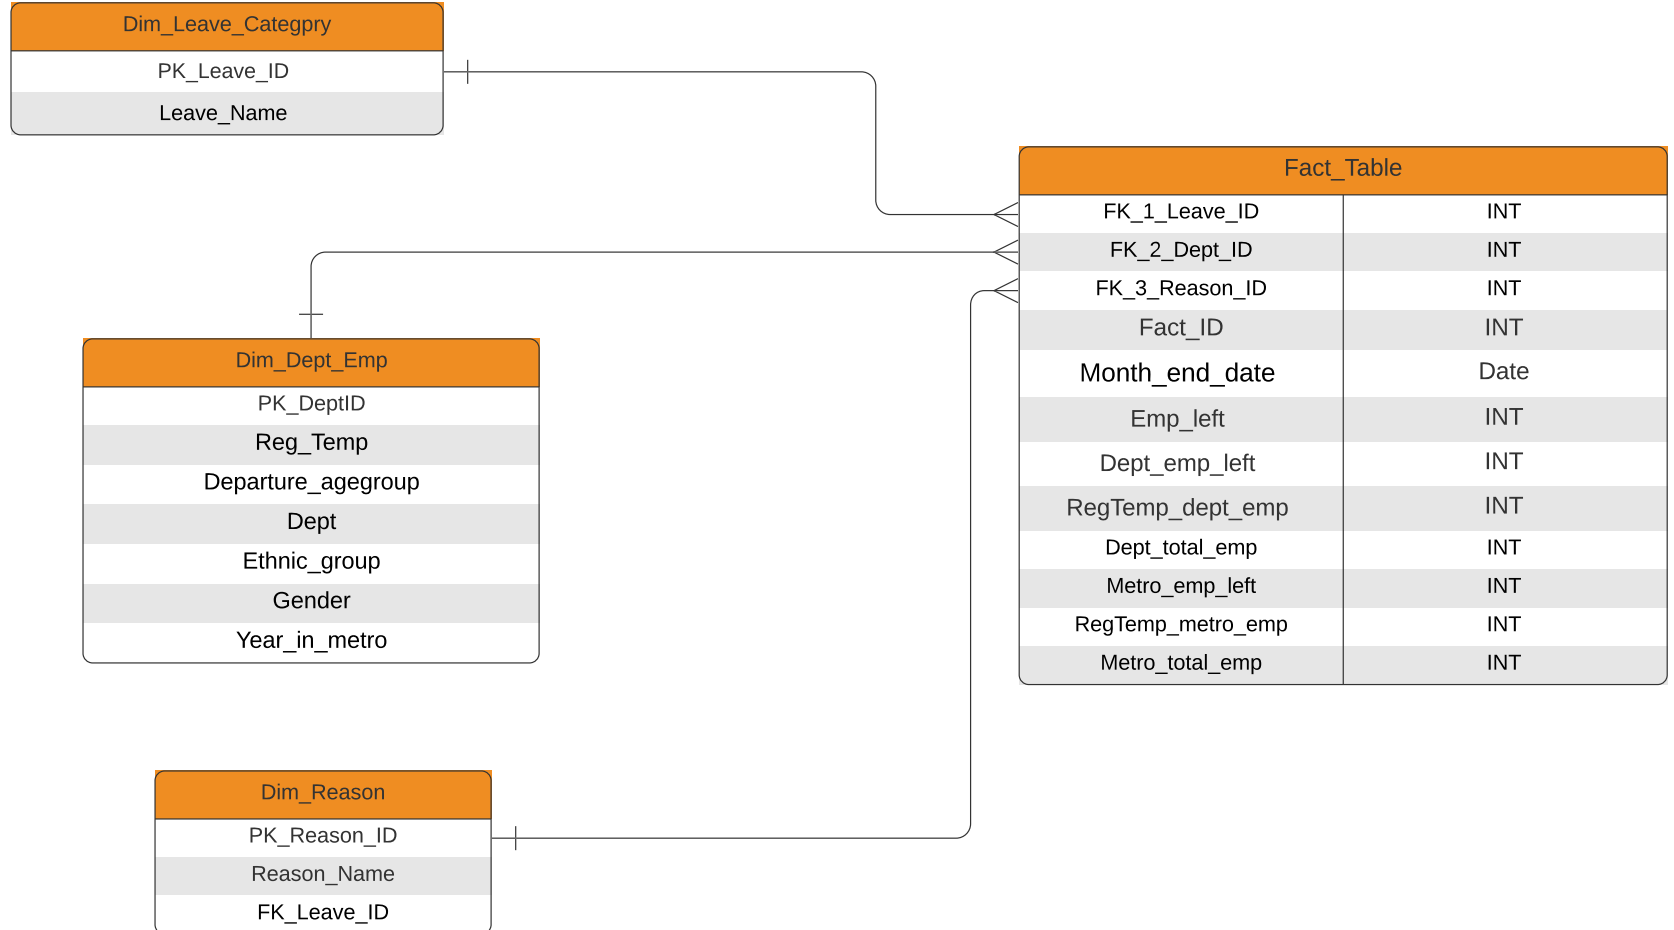 Dim_Leave_Categpry
PK_Leave_ID
Leave_Name
Fact_Table
FK_1_Leave_ID INT
FK_2_Dept_ID INT
FK_3_Reason_ID INT
Fact_ID INT
Month_end_date Date
Emp_left INT
Dept_emp_left INT
RegTemp_dept_emp INT
Dept_total_emp INT
Metro_emp_left INT
RegTemp_metro_emp INT
Metro_total_emp INT
Dim_Dept_Emp
PK_DeptID
Reg_Temp
Departure_agegroup
Dept
Ethnic_group
Gender
Year_in_metro
Dim_Reason
PK_Reason_ID
Reason_Name
FK_Leave_ID